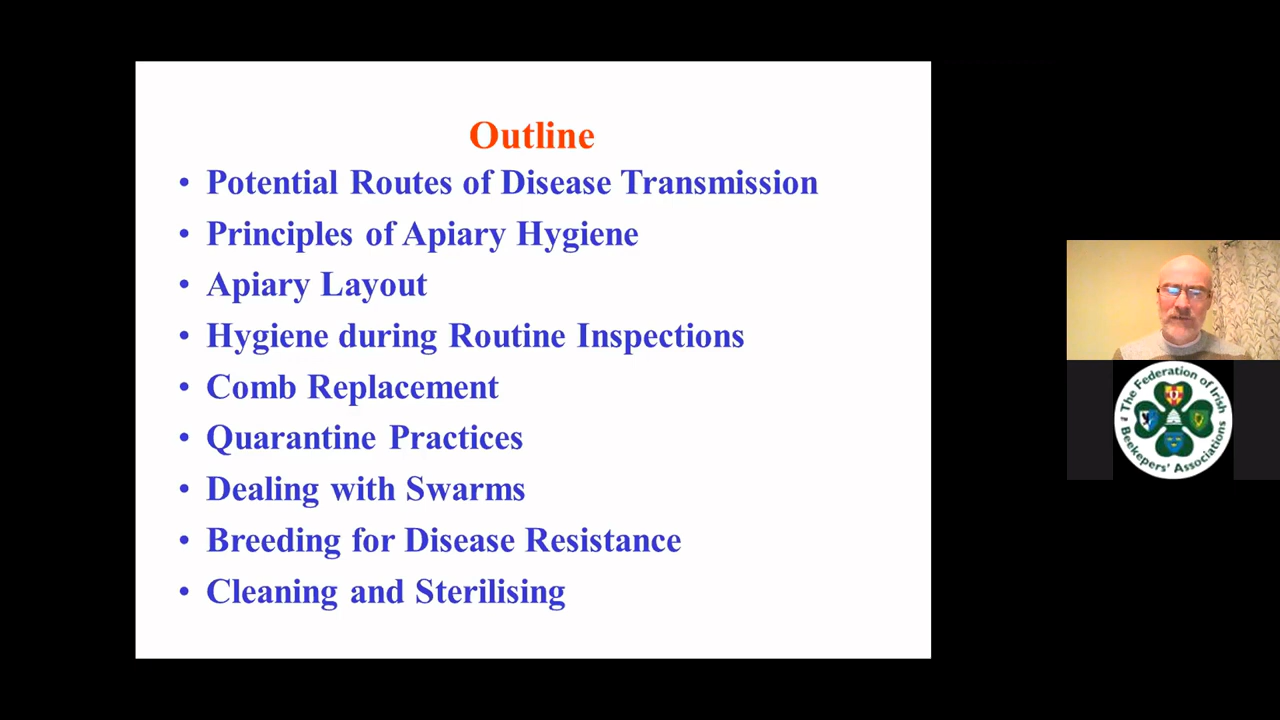 Outline
• Potential Routes of Disease Transmission
• Principles of Apiary Hygiene
• Apiary Layout
• Hygiene during Routine Inspections
• Comb Replacement
• Quarantine Practices
• Dealing with Swarms
• Breeding for Disease Resistance
• Cleaning and Sterilising
The Federation of Irish
Beekepers' Associations